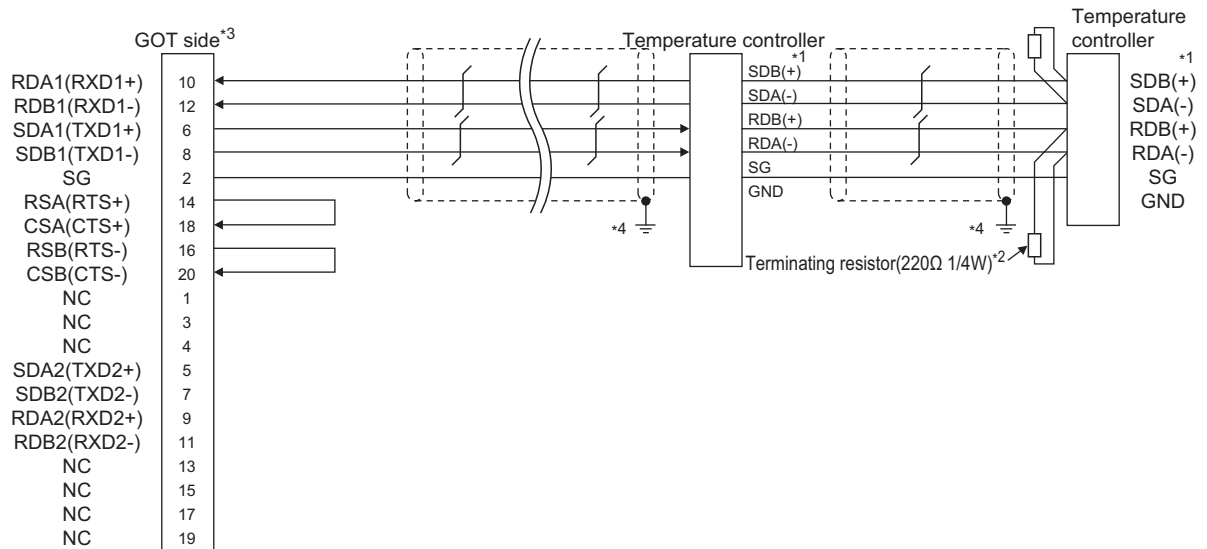 Temperature
controller
GOT side*3
Temperature controller
*1
*1
RDA1(RXD1+) 10 SDB(+) SDB(+)
RDB1(RXD1-) 12 SDA(-) SDA(-)
SDA1(TXD1+) 6 RDB(+) RDB(+)
SDB1(TXD1-) 8 RDA(-) RDA(-)
SG 2 SG SG
RSA(RTS+) 14 GND GND
CSA(CTS+) 18 *4 *4
RSB(RTS-) 16
Terminating resistor(220Ω 1/4W)*2
CSB(CTS-) 20
NC 1
NC 3
NC 4
SDA2(TXD2+) 5
SDB2(TXD2-) 7
RDA2(RXD2+) 9
RDB2(RXD2-) 11
NC 13
NC 15
NC 17
NC 19